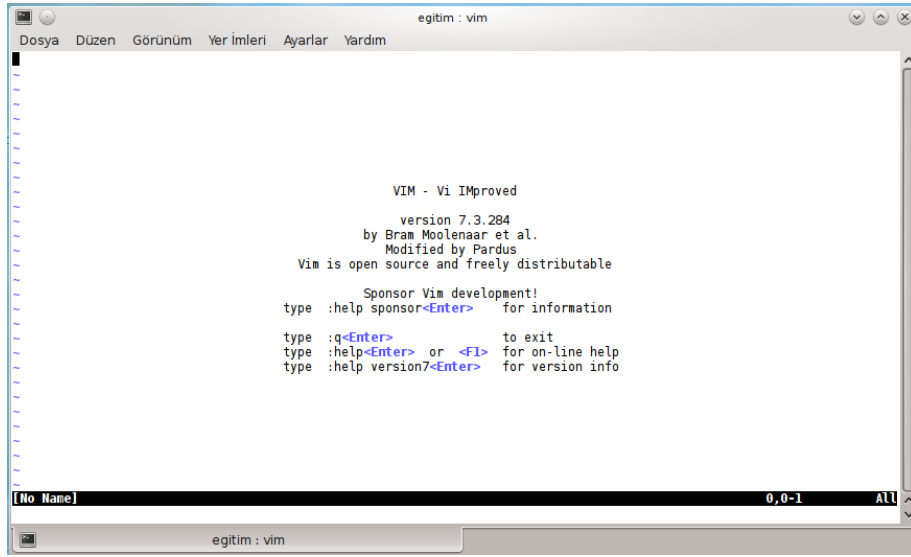 egitim : vim
Dosya Düzen Görünüm Yer İmleri Ayarlar Yardım
~
~
~
~
~
~
~
~
VIM - Vi IMproved
~
version 7.3.284
by Bram Moolenaar et al.
Modified by Pardus
Vim is open source and freely distributable
~
Sponsor Vim development!
type :help sponsor<Enter> for information
~
type :q<Enter> to exit
type :help<Enter> or <F1> for on-line help
type :help version7<Enter> for version info
~
~
~
~
~
~
~
~
[No Name] 0,0-1 All
egitim : vim